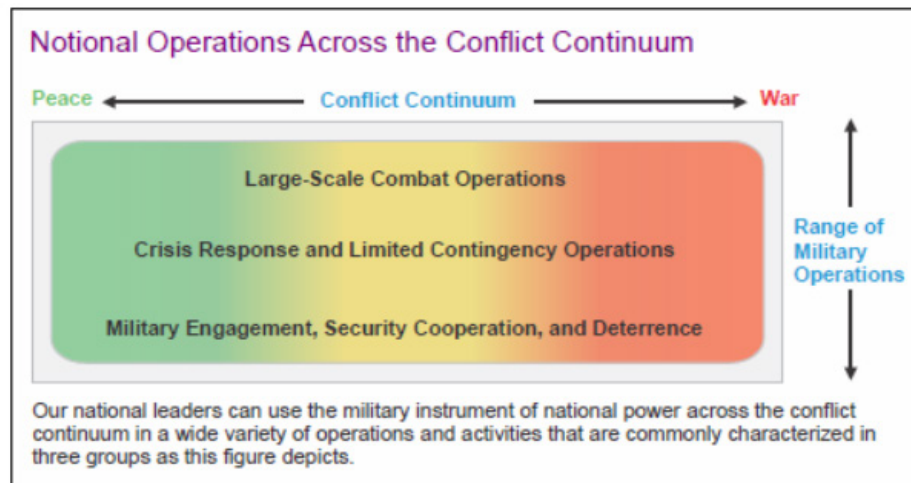 Notional Operations Across the Conflict Continuum
Peace
Conflict Continuum
War
Large-Scale Combat Operations
Crisis Response and Limited Contingency Operations
Military Engagement, Security Cooperation, and Deterrence
Range of
Military
Operations
Our national leaders can use the military instrument of national power across the conflict
continuum in a wide variety of operations and activities that are commonly characterized in
three groups as this figure depicts.